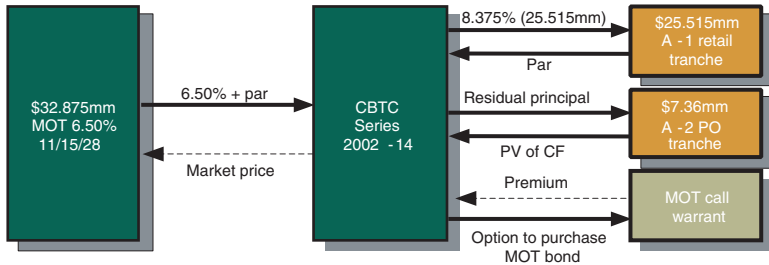 $32.875mm
MOT 6.50%
11/15/28
6.50% + par
Market price
CBTC
Series
2002 -14
8.375% (25.515mm)
Par
Residual principal
PV of CF
Premium
Option to purchase
MOT bond
$25.515mm
A -1 retail
tranche
$7.36mm
A -2 PO
tranche
MOT call
warrant